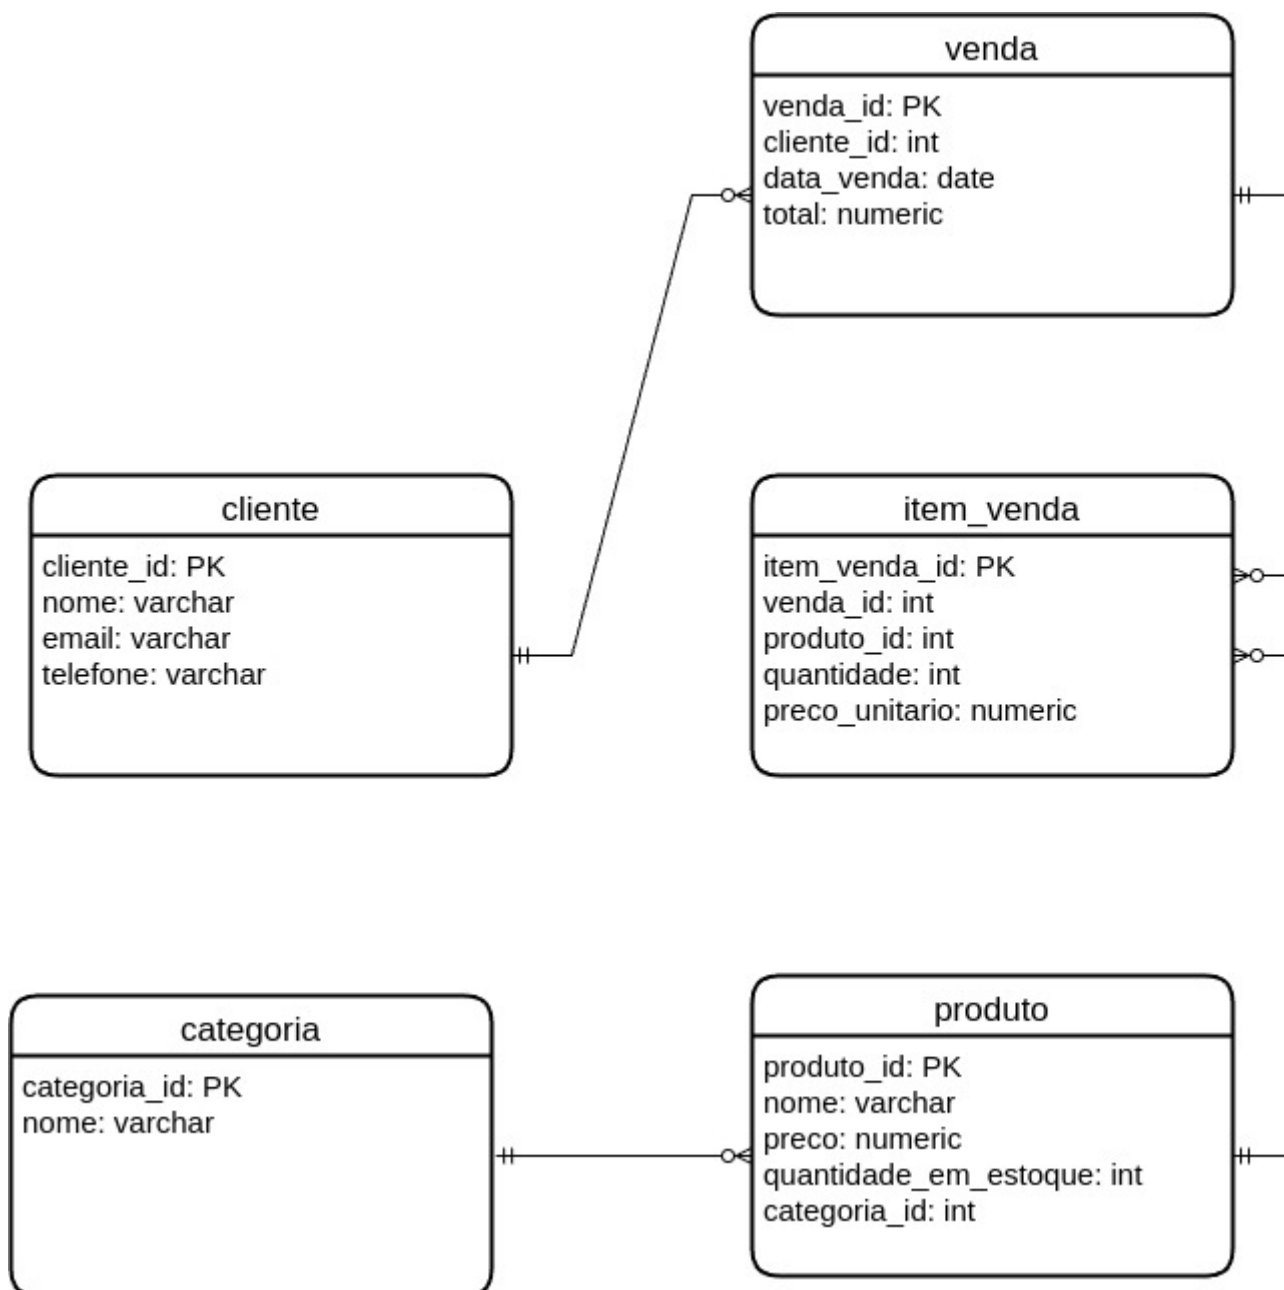 venda
venda_id: PK
cliente_id: int
data_venda: date
total: numeric
cliente
cliente_id: PK
nome: varchar
email: varchar
telefone: varchar
item_venda
item_venda_id: PK
venda_id: int
produto_id: int
quantidade: int
preco_unitario: numeric
categoria
categoria_id: PK
nome: varchar
produto
produto_id: PK
nome: varchar
preco: numeric
quantidade_em_estoque: int
categoria_id: int